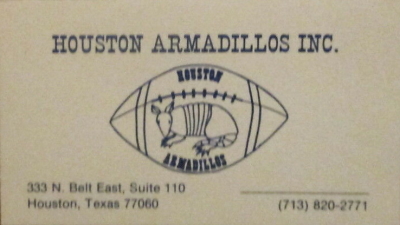 HOUSTON ARMADILLOS INC.
HOUSTON
ARMADILLOS
333 N. Belt East, Suite 110
Houston, Texas 77060
(713) 820-2771